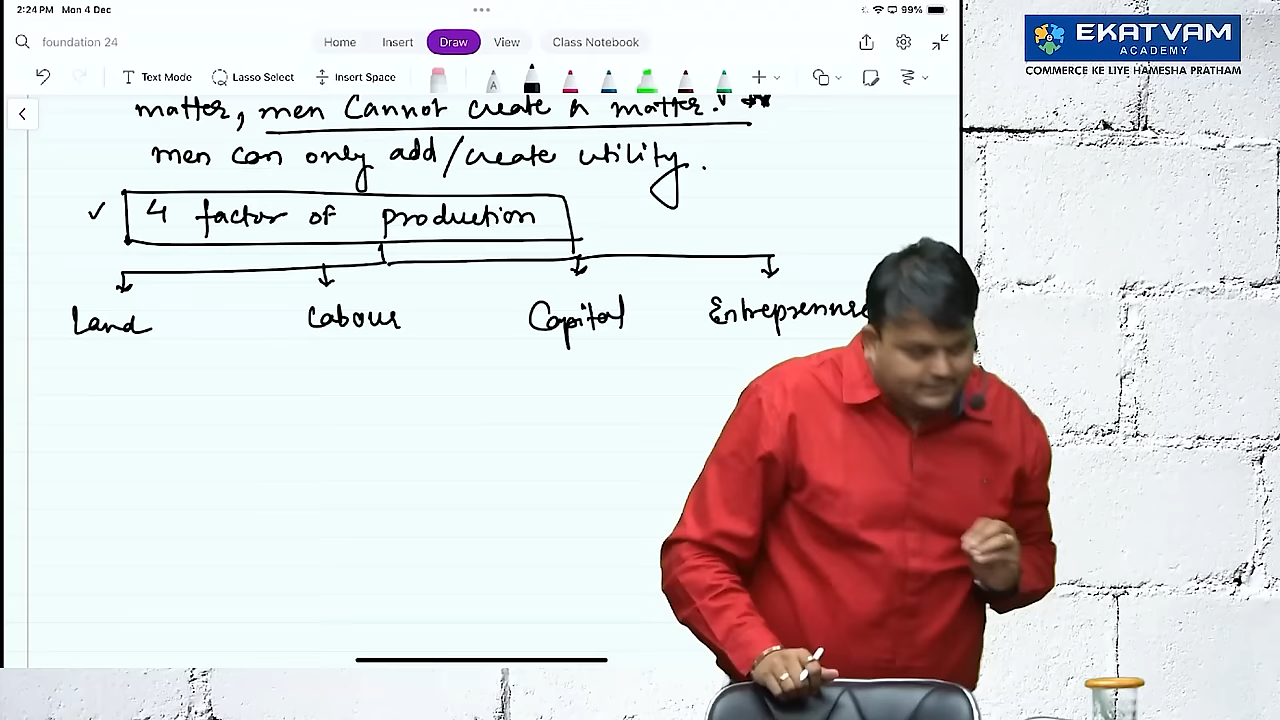 2:24 PM Mon 4 Dec
99%
foundation 24
Home Insert Draw View Class Notebook
Text Mode Lasso Select Insert Space
EKATVAM
ACADEMY
COMMERCE KE LIYE HAMESHA PRATHAM
matter, men Cannot create a matter.
men can only add/create utility.
4 factor of production
Land Labour Capital